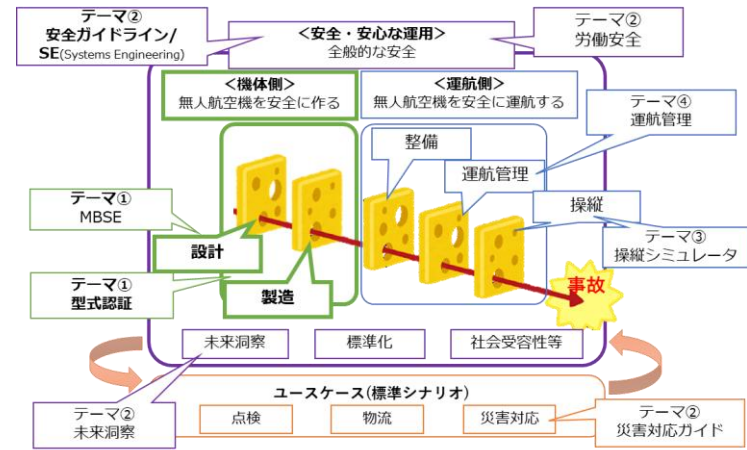 テーマ②
安全ガイドライン/
SE(Systems Engineering)
<安全・安心な運用>
全般的な安全
テーマ②
労働安全
<機体側>
無人航空機を安全に作る
<運航側>
無人航空機を安全に運航する
テーマ④
運航管理
整備
運航管理
テーマ①
MBSE
設計
操縦
テーマ③
操縦シミュレータ
テーマ①
型式認証
製造
事故
未来洞察
標準化
社会受容性等
ユースケース(標準シナリオ)
テーマ②
未来洞察
点検
物流
災害対応
テーマ②
災害対応ガイド